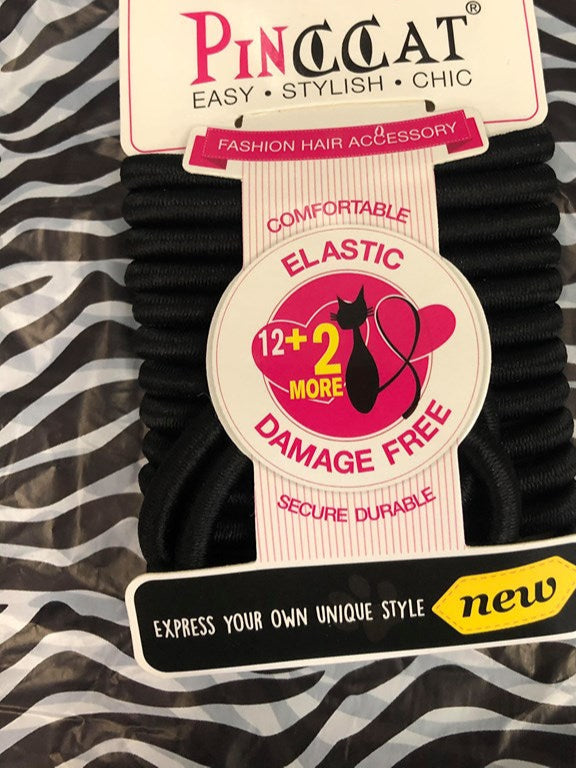 PINCCAT®
EASY • STYLISH • CHIC
FASHION HAIR ACCESSORY
COMFORTABLE
ELASTIC
12+2
MORE
DAMAGE FREE
SECURE DURABLE
EXPRESS YOUR OWN UNIQUE STYLE
new